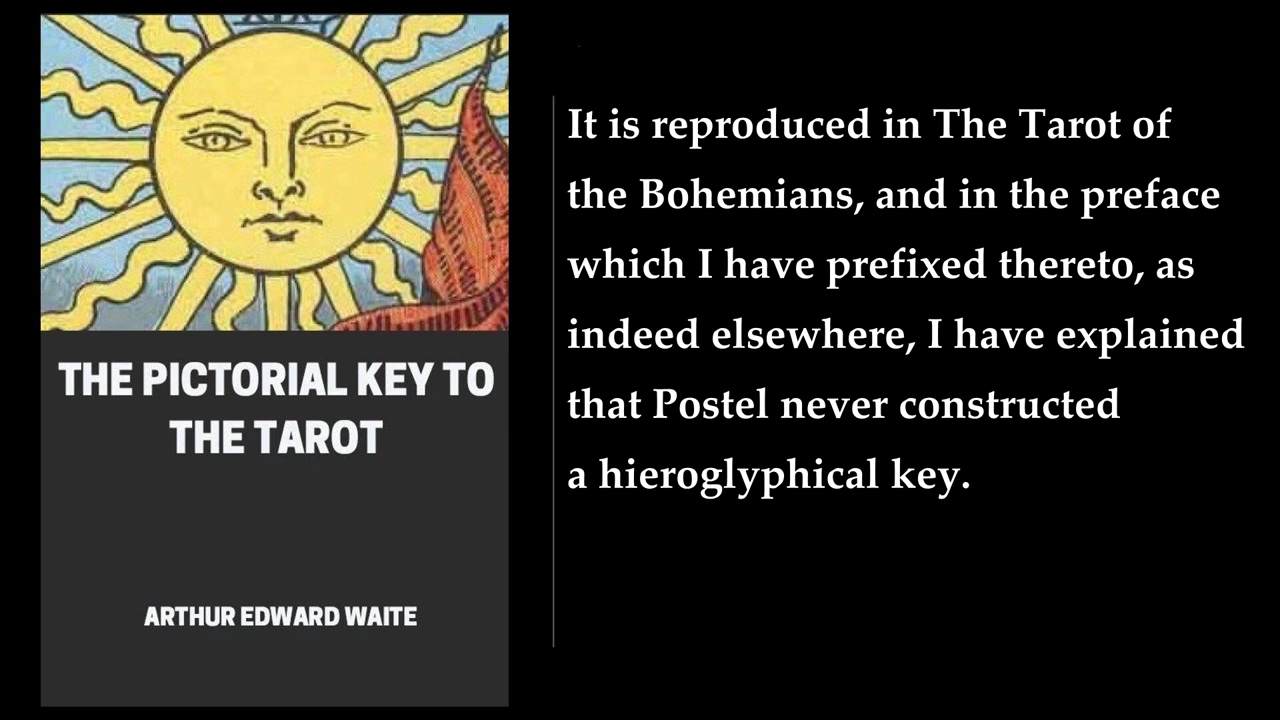 XIX
THE PICTORIAL KEY TO
THE TAROT
ARTHUR EDWARD WAITE
It is reproduced in The Tarot of
the Bohemians, and in the preface
which I have prefixed thereto, as
indeed elsewhere, I have explained
that Postel never constructed
a hieroglyphical key.